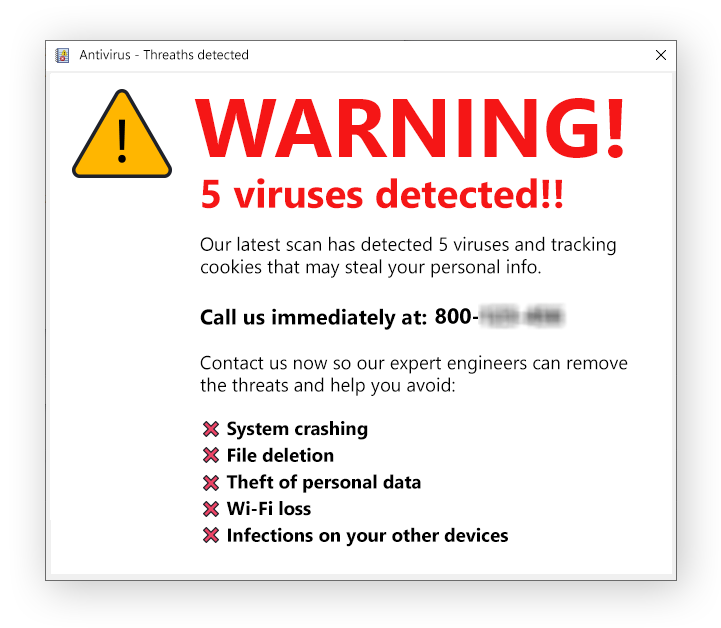 Antivirus - Threaths detected
WARNING!
5 viruses detected!!
Our latest scan has detected 5 viruses and tracking
cookies that may steal your personal info.
Call us immediately at: 800-
Contact us now so our expert engineers can remove
the threats and help you avoid:
System crashing
File deletion
Theft of personal data
Wi-Fi loss
Infections on your other devices